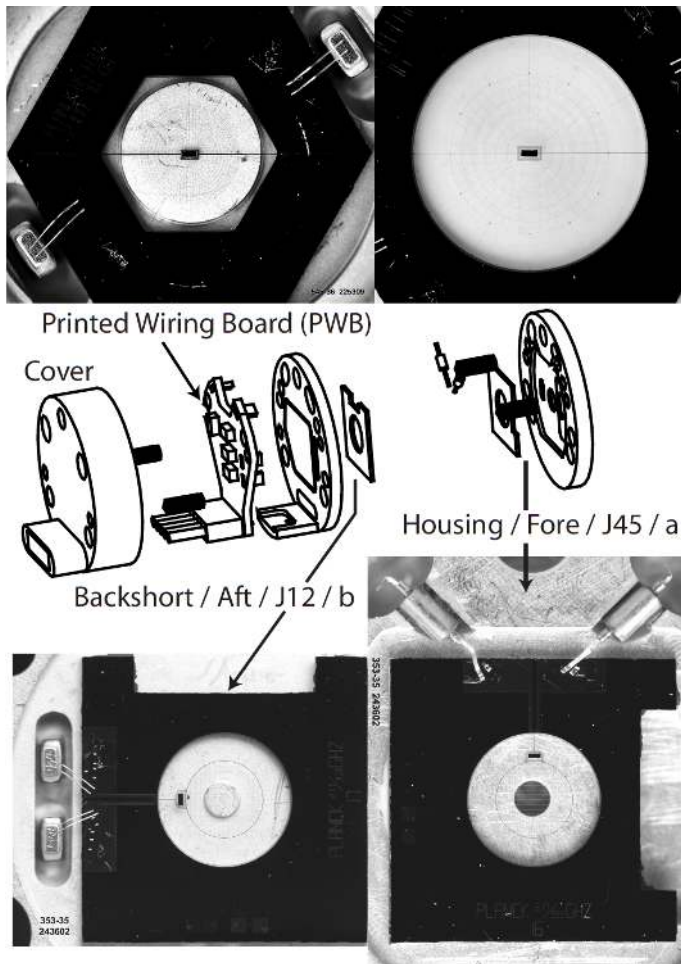 Printed Wiring Board (PWB)
Cover
Housing / Fore / J45 / a
Backshort / Aft / J12 / b
353-35 243602
353-35
243602